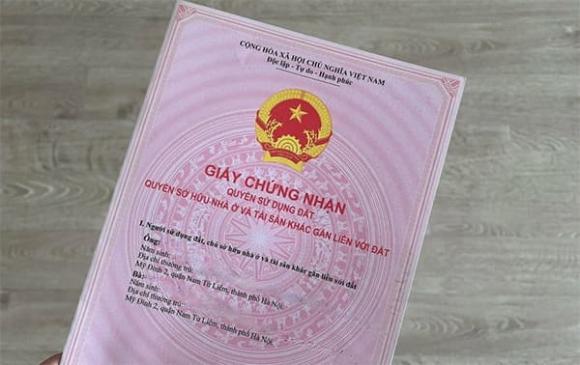 CỘNG HÒA XÃ HỘI CHỦ NGHĨA VIỆT NAM
Độc lập - Tự do - Hạnh phúc
GIẤY CHỨNG NHẬN
QUYỀN SỬ DỤNG ĐẤT
QUYỀN SỞ HỮU NHÀ Ở VÀ TÀI SẢN KHÁC GẮN LIỀN VỚI ĐẤT
I. Người sử dụng đất, chủ sở hữu nhà ở và tài sản khác gắn liền với đất
Ông:
Năm sinh:
Địa chỉ thường trú:
Mỹ Đình 2, quận Nam Từ Liêm, thành phố Hà Nội.
Bà:
Năm sinh:
Địa chỉ thường trú:
Mỹ Đình 2, quận Nam Từ Liêm, thành phố Hà Nội.